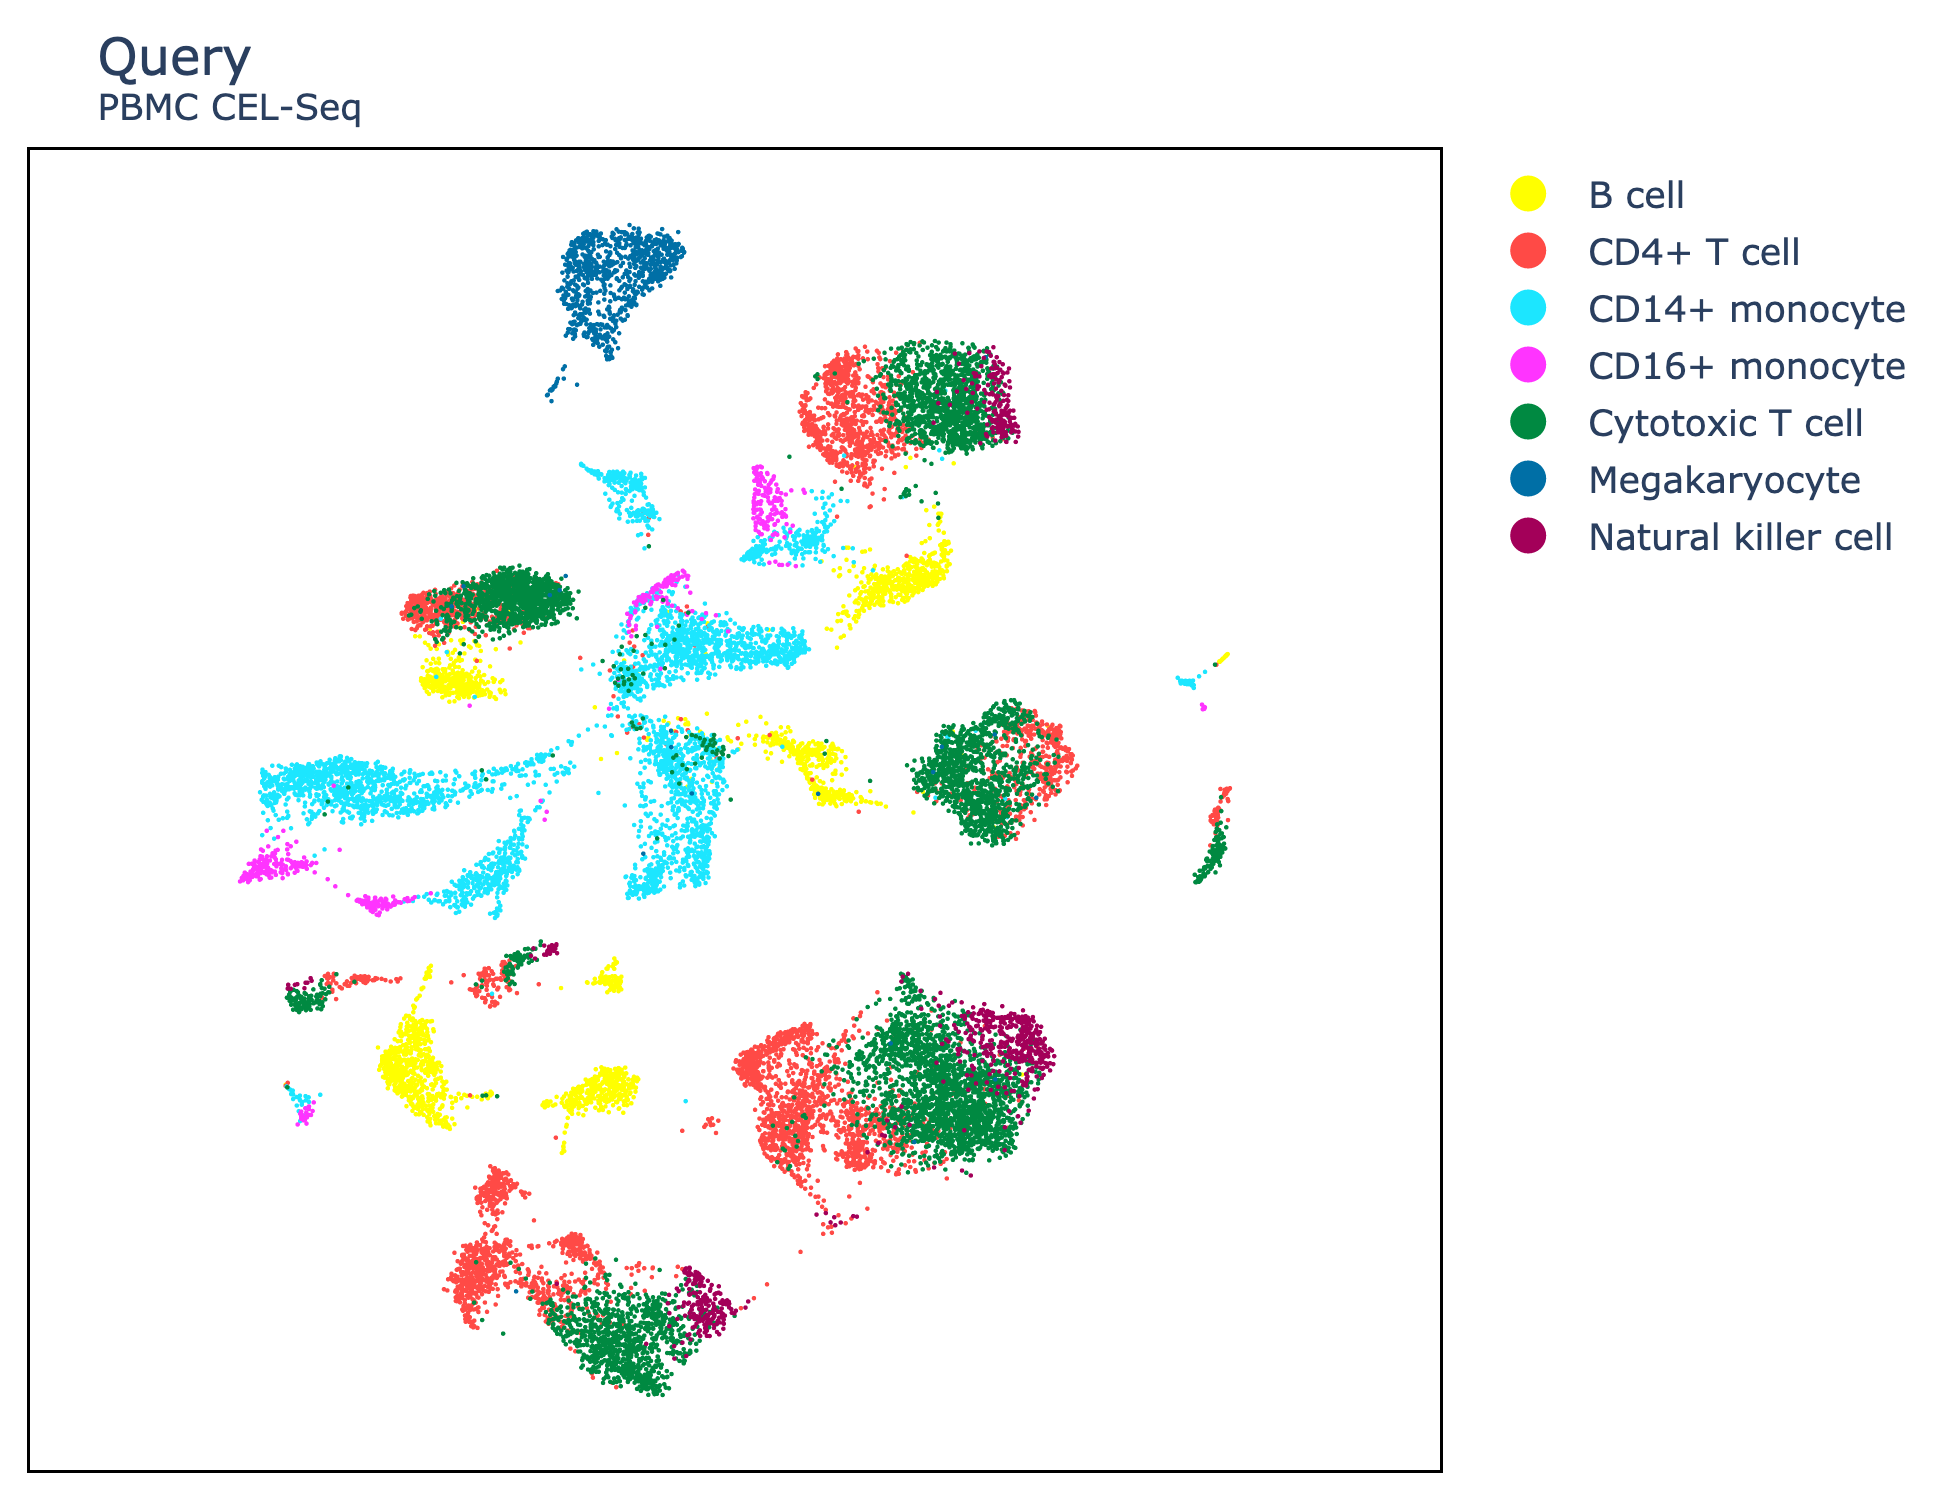 Query
PBMC CEL-Seq
B cell
CD4+ T cell
CD14+ monocyte
CD16+ monocyte
Cytotoxic T cell
Megakaryocyte
Natural killer cell